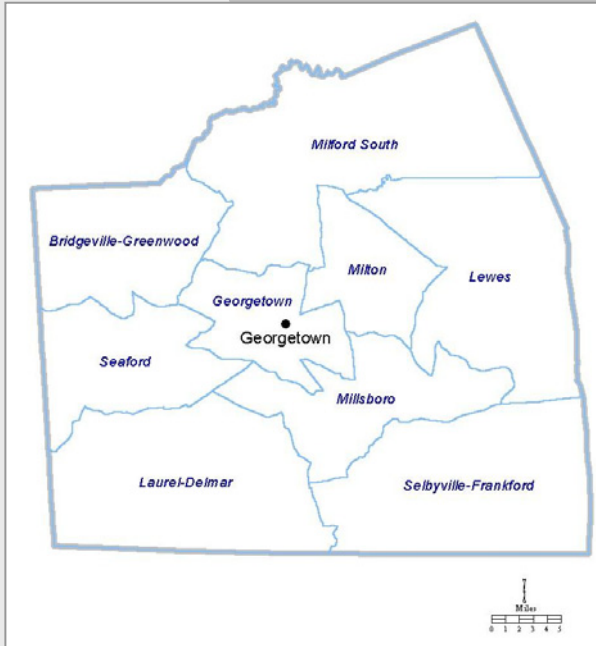 Milford South
Bridgeville-Greenwood
Milton
Lewes
Georgetown
Georgetown
Seaford
Millsboro
Laurel-Delmar
Selbyville-Frankford
Miles
0 1 2 3 4 5